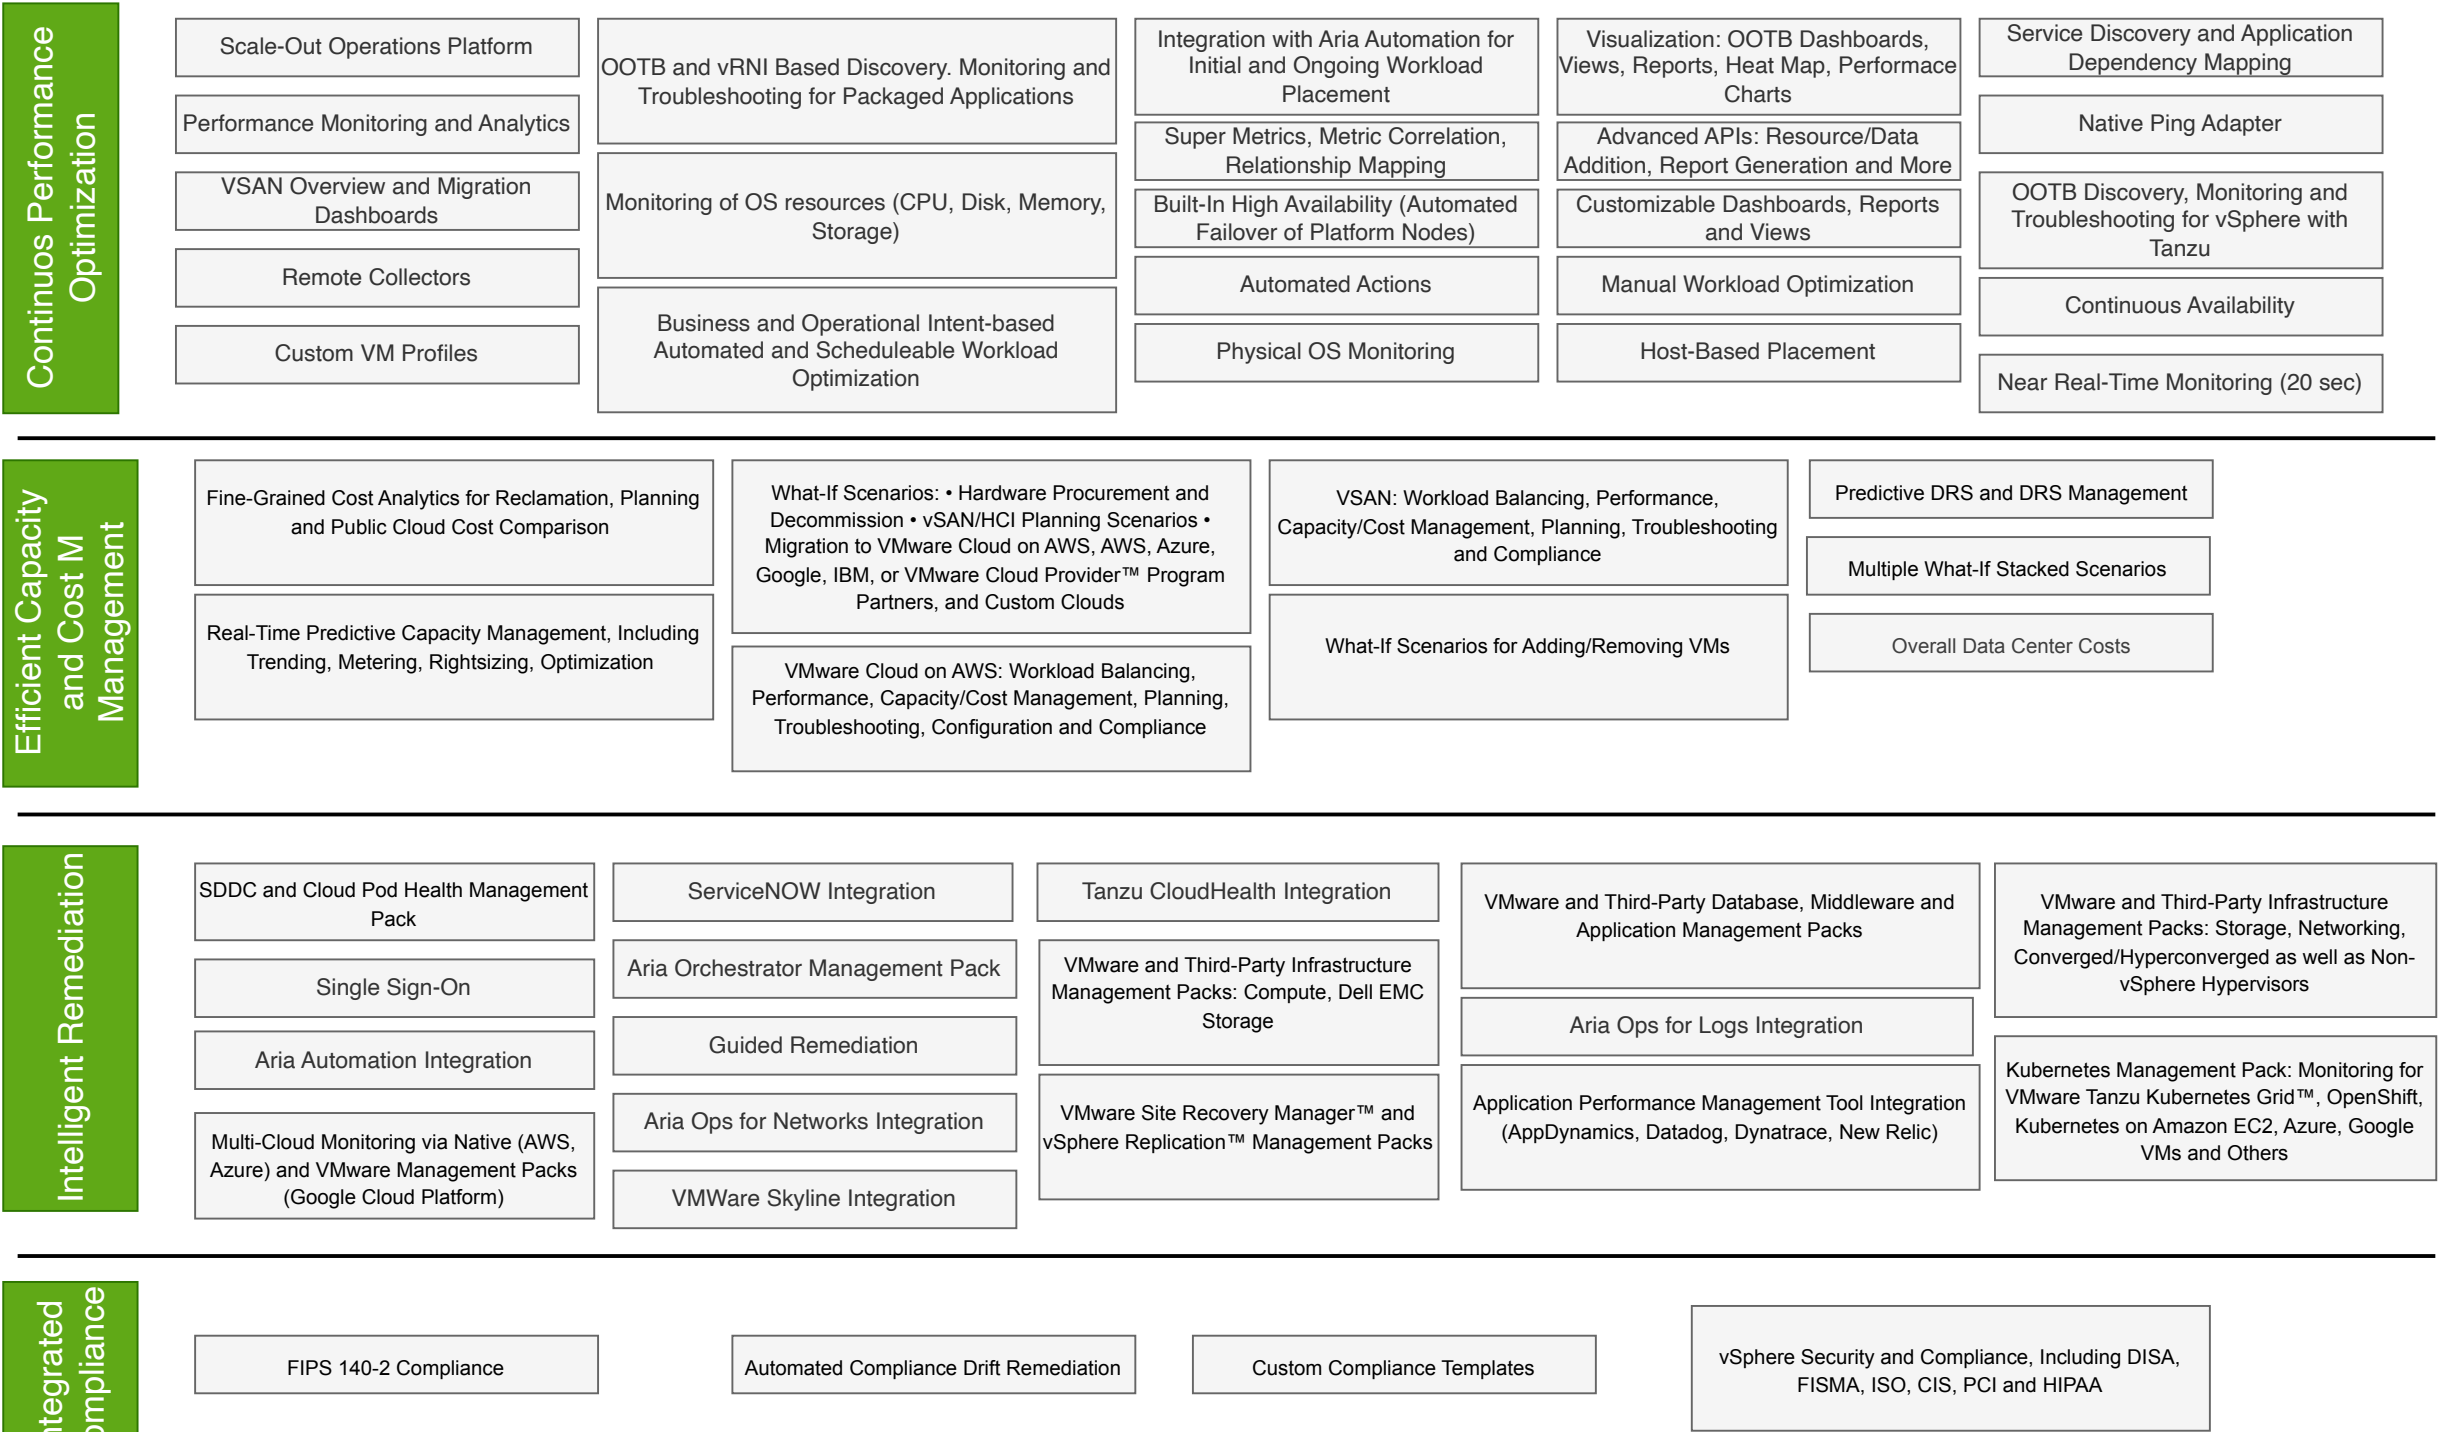 Continuos Performance
Optimization
Scale-Out Operations Platform
Performance Monitoring and Analytics
VSAN Overview and Migration
Dashboards
Remote Collectors
Custom VM Profiles
OOTB and vRNI Based Discovery. Monitoring and
Troubleshooting for Packaged Applications
Monitoring of OS resources (CPU, Disk, Memory,
Storage)
Business and Operational Intent-based
Automated and Scheduleable Workload
Optimization
Integration with Aria Automation for
Initial and Ongoing Workload
Placement
Super Metrics, Metric Correlation,
Relationship Mapping
Built-In High Availability (Automated
Failover of Platform Nodes)
Automated Actions
Physical OS Monitoring
Visualization: OOTB Dashboards,
Views, Reports, Heat Map, Performace
Charts
Advanced APIs: Resource/Data
Addition, Report Generation and More
Customizable Dashboards, Reports
and Views
Manual Workload Optimization
Host-Based Placement
Service Discovery and Application
Dependency Mapping
Native Ping Adapter
OOTB Discovery, Monitoring and
Troubleshooting for vSphere with
Tanzu
Continuous Availability
Near Real-Time Monitoring (20 sec)
Efficient Capacity
and Cost M
Management
Fine-Grained Cost Analytics for Reclamation, Planning
and Public Cloud Cost Comparison
Real-Time Predictive Capacity Management, Including
Trending, Metering, Rightsizing, Optimization
What-If Scenarios: • Hardware Procurement and
Decommission • vSAN/HCI Planning Scenarios •
Migration to VMware Cloud on AWS, AWS, Azure,
Google, IBM, or VMware Cloud Provider™ Program
Partners, and Custom Clouds
VMware Cloud on AWS: Workload Balancing,
Performance, Capacity/Cost Management, Planning,
Troubleshooting, Configuration and Compliance
VSAN: Workload Balancing, Performance,
Capacity/Cost Management, Planning, Troubleshooting
and Compliance
What-If Scenarios for Adding/Removing VMs
Predictive DRS and DRS Management
Multiple What-If Stacked Scenarios
Overall Data Center Costs
Intelligent Remediation
SDDC and Cloud Pod Health Management
Pack
Single Sign-On
Aria Automation Integration
Multi-Cloud Monitoring via Native (AWS,
Azure) and VMware Management Packs
(Google Cloud Platform)
ServiceNOW Integration
Aria Orchestrator Management Pack
Guided Remediation
Aria Ops for Networks Integration
VMWare Skyline Integration
Tanzu CloudHealth Integration
VMware and Third-Party Infrastructure
Management Packs: Compute, Dell EMC
Storage
VMware Site Recovery Manager™ and
vSphere Replication™ Management Packs
VMware and Third-Party Database, Middleware and
Application Management Packs
Aria Ops for Logs Integration
Application Performance Management Tool Integration
(AppDynamics, Datadog, Dynatrace, New Relic)
VMware and Third-Party Infrastructure
Management Packs: Storage, Networking,
Converged/Hyperconverged as well as Non-
vSphere Hypervisors
Kubernetes Management Pack: Monitoring for
VMware Tanzu Kubernetes Grid™, OpenShift,
Kubernetes on Amazon EC2, Azure, Google
VMs and Others
ntegrated
ompliance
FIPS 140-2 Compliance
Automated Compliance Drift Remediation
Custom Compliance Templates
vSphere Security and Compliance, Including DISA,
FISMA, ISO, CIS, PCI and HIPAA